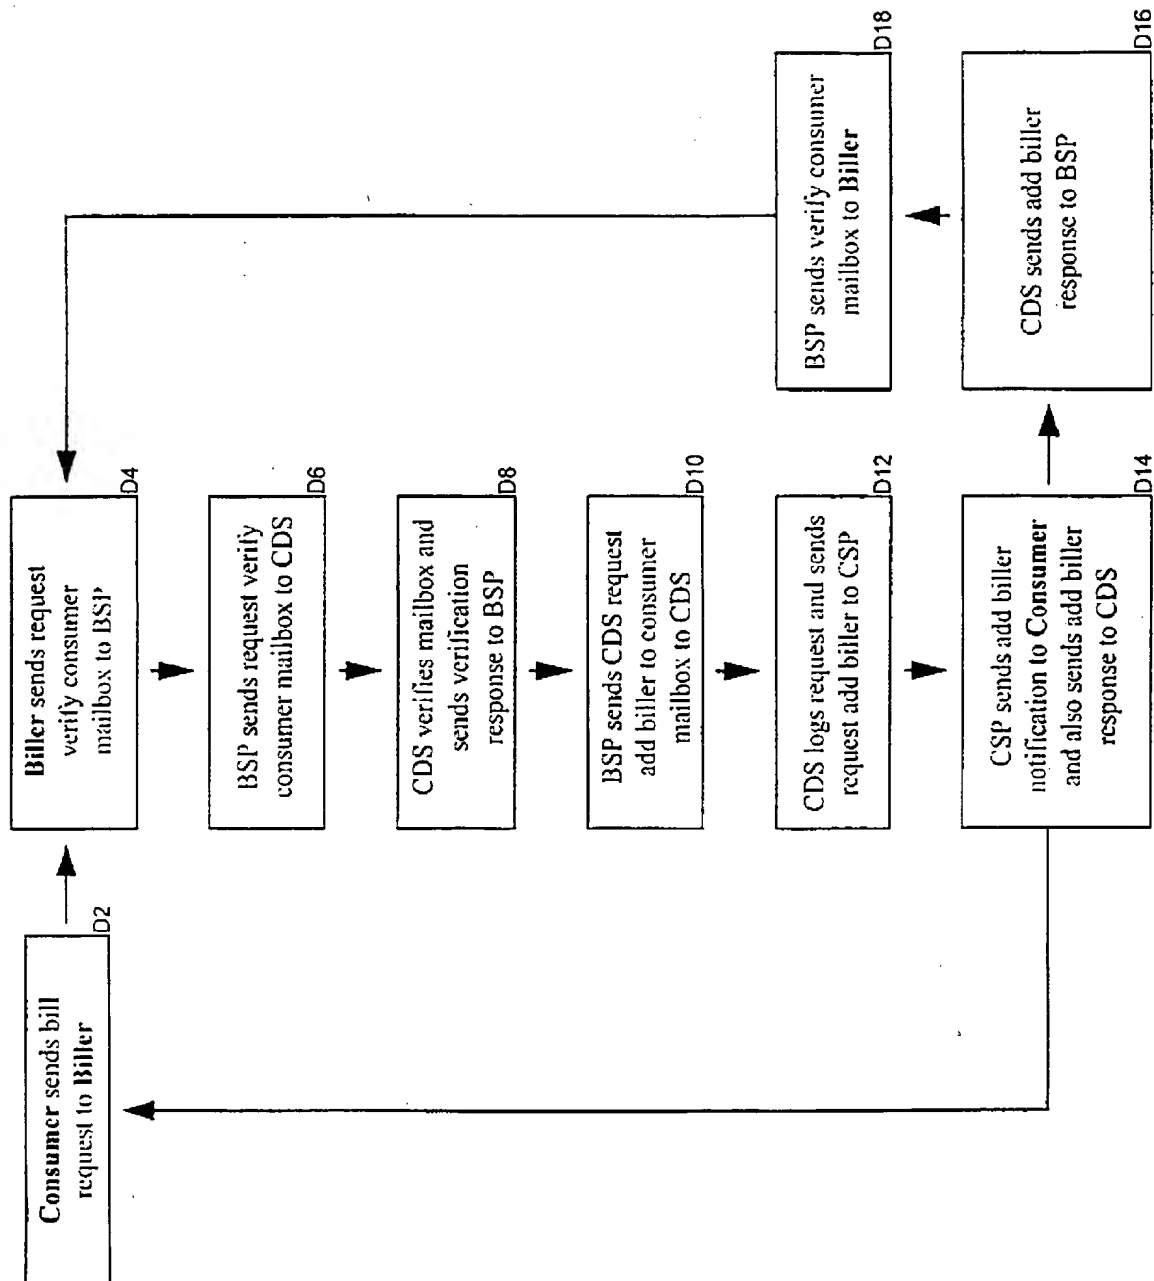 Consumer sends bill
request to Biller
D2
Biller sends request
verify consumer
mailbox to BSP
D4
BSP sends request verify
consumer mailbox to CDS
D6
CDS verifies mailbox and
sends verification
response to BSP
D8
BSP sends CDS request
add biller to consumer
mailbox to CDS
D10
CDS logs request and sends
request add biller to CSP
D12
CSP sends add biller
notification to Consumer
and also sends add biller
response to CDS
D14
CDS sends add biller
response to BSP
D16
BSP sends verify consumer
mailbox to Biller
D18